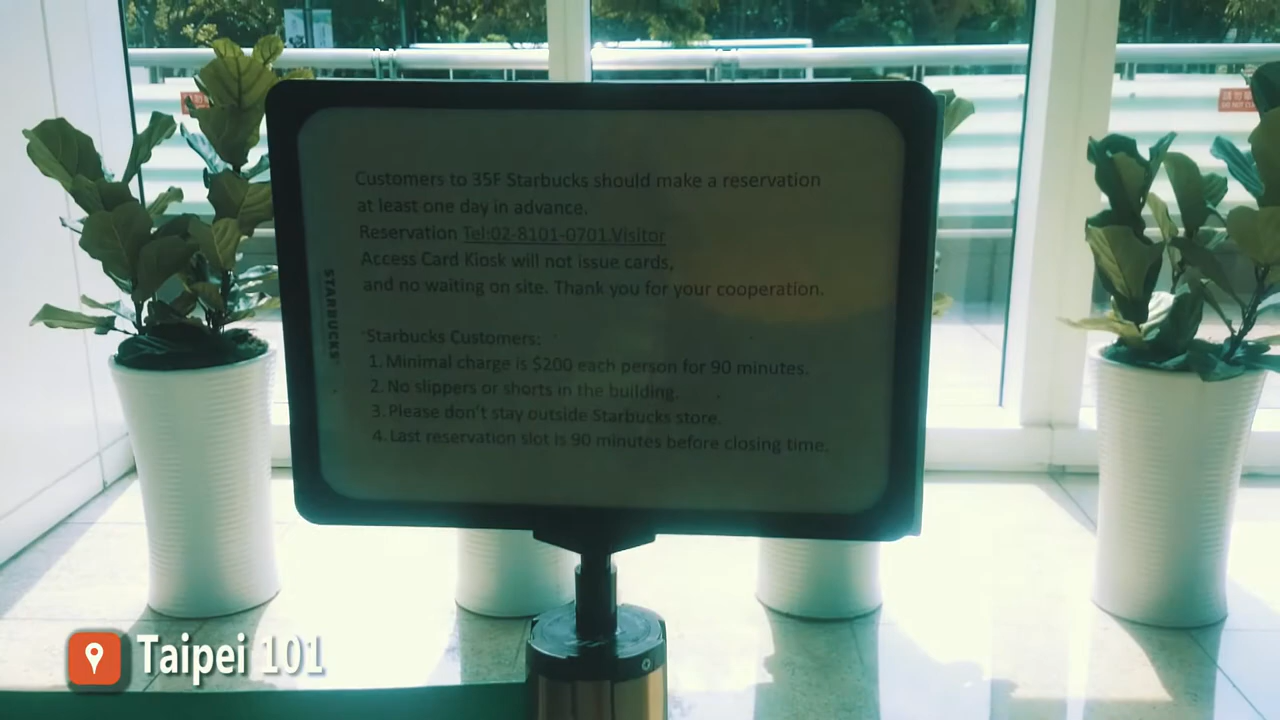 Customers to 35F Starbucks should make a reservation
at least one day in advance.
Reservation Tel:02-8101-0701.Visitor
Access Card Kiosk will not issue cards,
and no waiting on site. Thank you for your cooperation.
STARBUCKS
Starbucks Customers:
1. Minimal charge is $200 each person for 90 minutes.
2. No slippers or shorts in the building.
3. Please don't stay outside Starbucks store.
4. Last reservation slot is 90 minutes before closing time.
Taipei 101